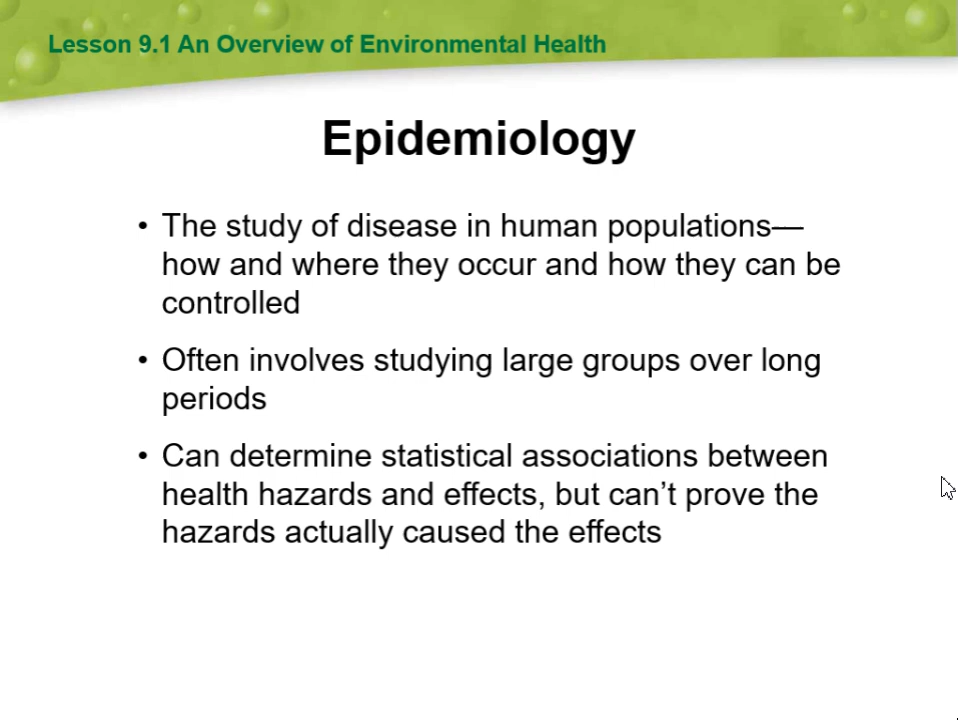 Lesson 9.1 An Overview of Environmental Health
Epidemiology
• The study of disease in human populations—
how and where they occur and how they can be
controlled
• Often involves studying large groups over long
periods
• Can determine statistical associations between
health hazards and effects, but can’t prove the
hazards actually caused the effects